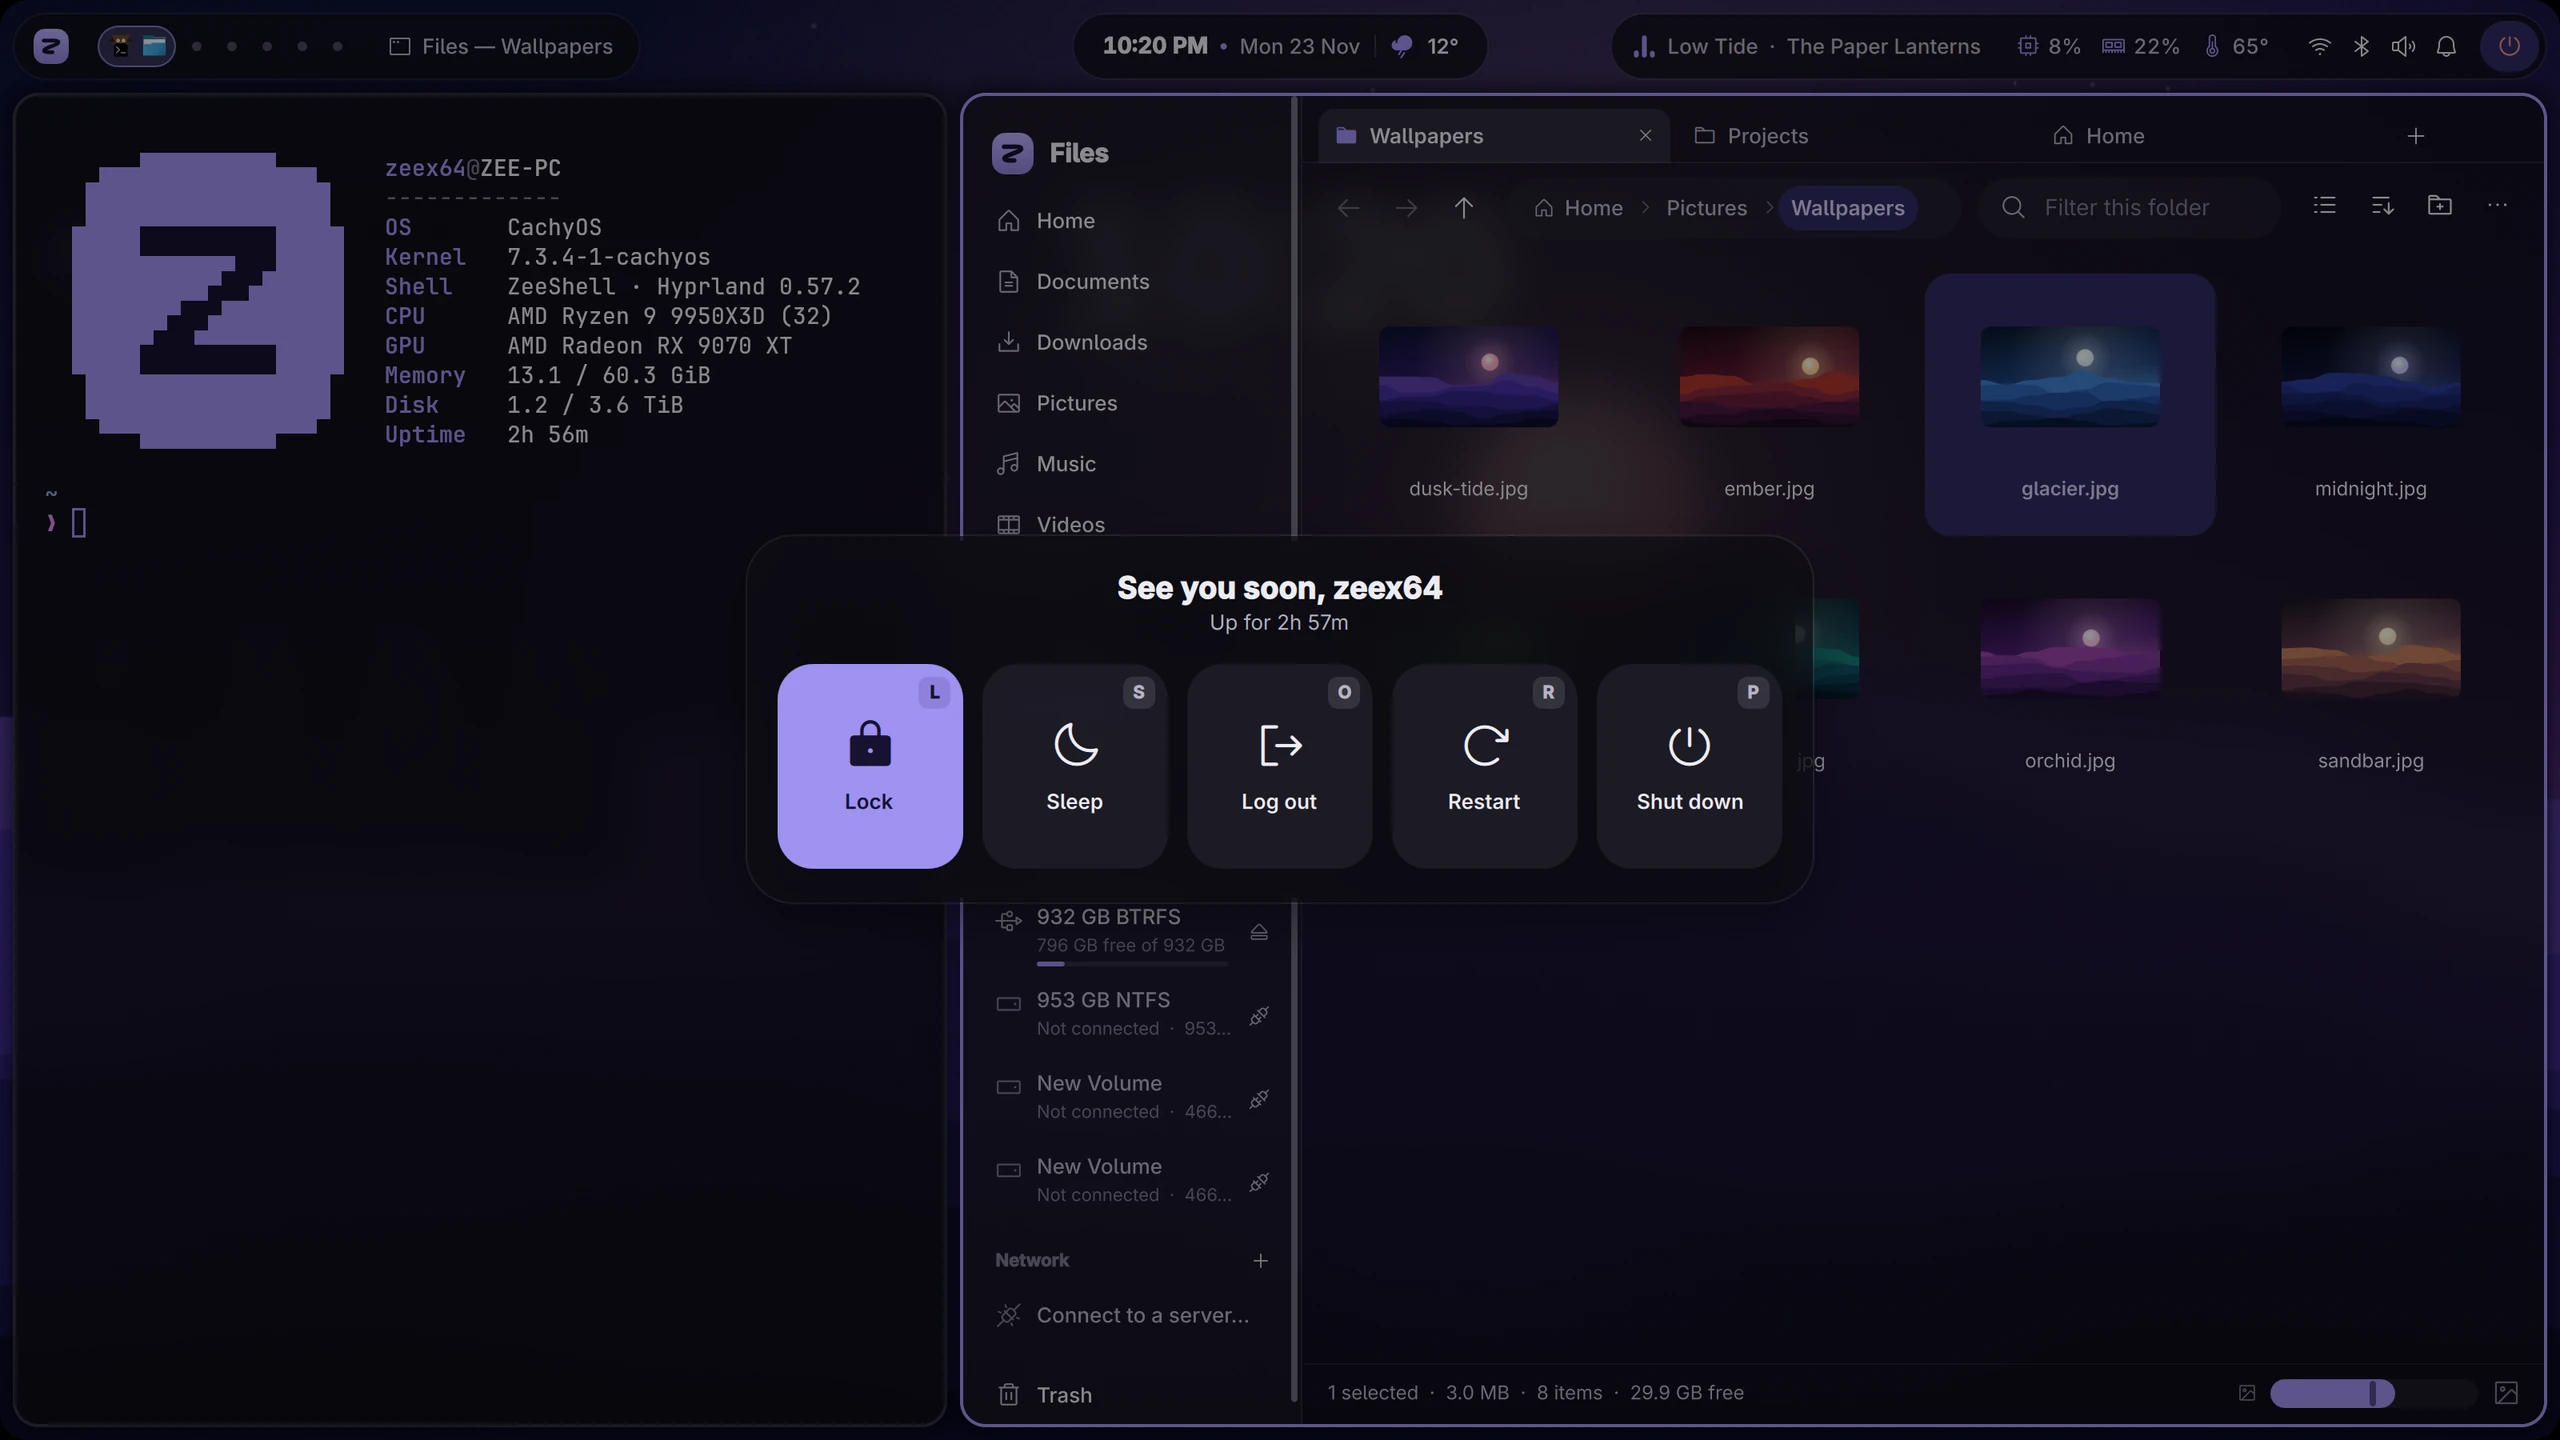 Files — Wallpapers
10:20 PM • Mon 23 Nov 12°
Low Tide · The Paper Lanterns 8% 22% 65°
zeex64@ZEE-PC
-------------
OS CachyOS
Kernel 7.3.4-1-cachyos
Shell ZeeShell · Hyprland 0.57.2
CPU AMD Ryzen 9 9950X3D (32)
GPU AMD Radeon RX 9070 XT
Memory 13.1 / 60.3 GiB
Disk 1.2 / 3.6 TiB
Uptime 2h 56m
~
❯
Files
Home
Documents
Downloads
Pictures
Music
Videos
932 GB BTRFS
796 GB free of 932 GB
953 GB NTFS
Not connected · 953...
New Volume
Not connected · 466...
New Volume
Not connected · 466...
Network
Connect to a server...
Trash
Wallpapers Projects Home
Home Pictures Wallpapers Filter this folder
dusk-tide.jpg ember.jpg glacier.jpg midnight.jpg
jpg orchid.jpg sandbar.jpg
1 selected · 3.0 MB · 8 items · 29.9 GB free
See you soon, zeex64
Up for 2h 57m
L S O R P
Lock Sleep Log out Restart Shut down